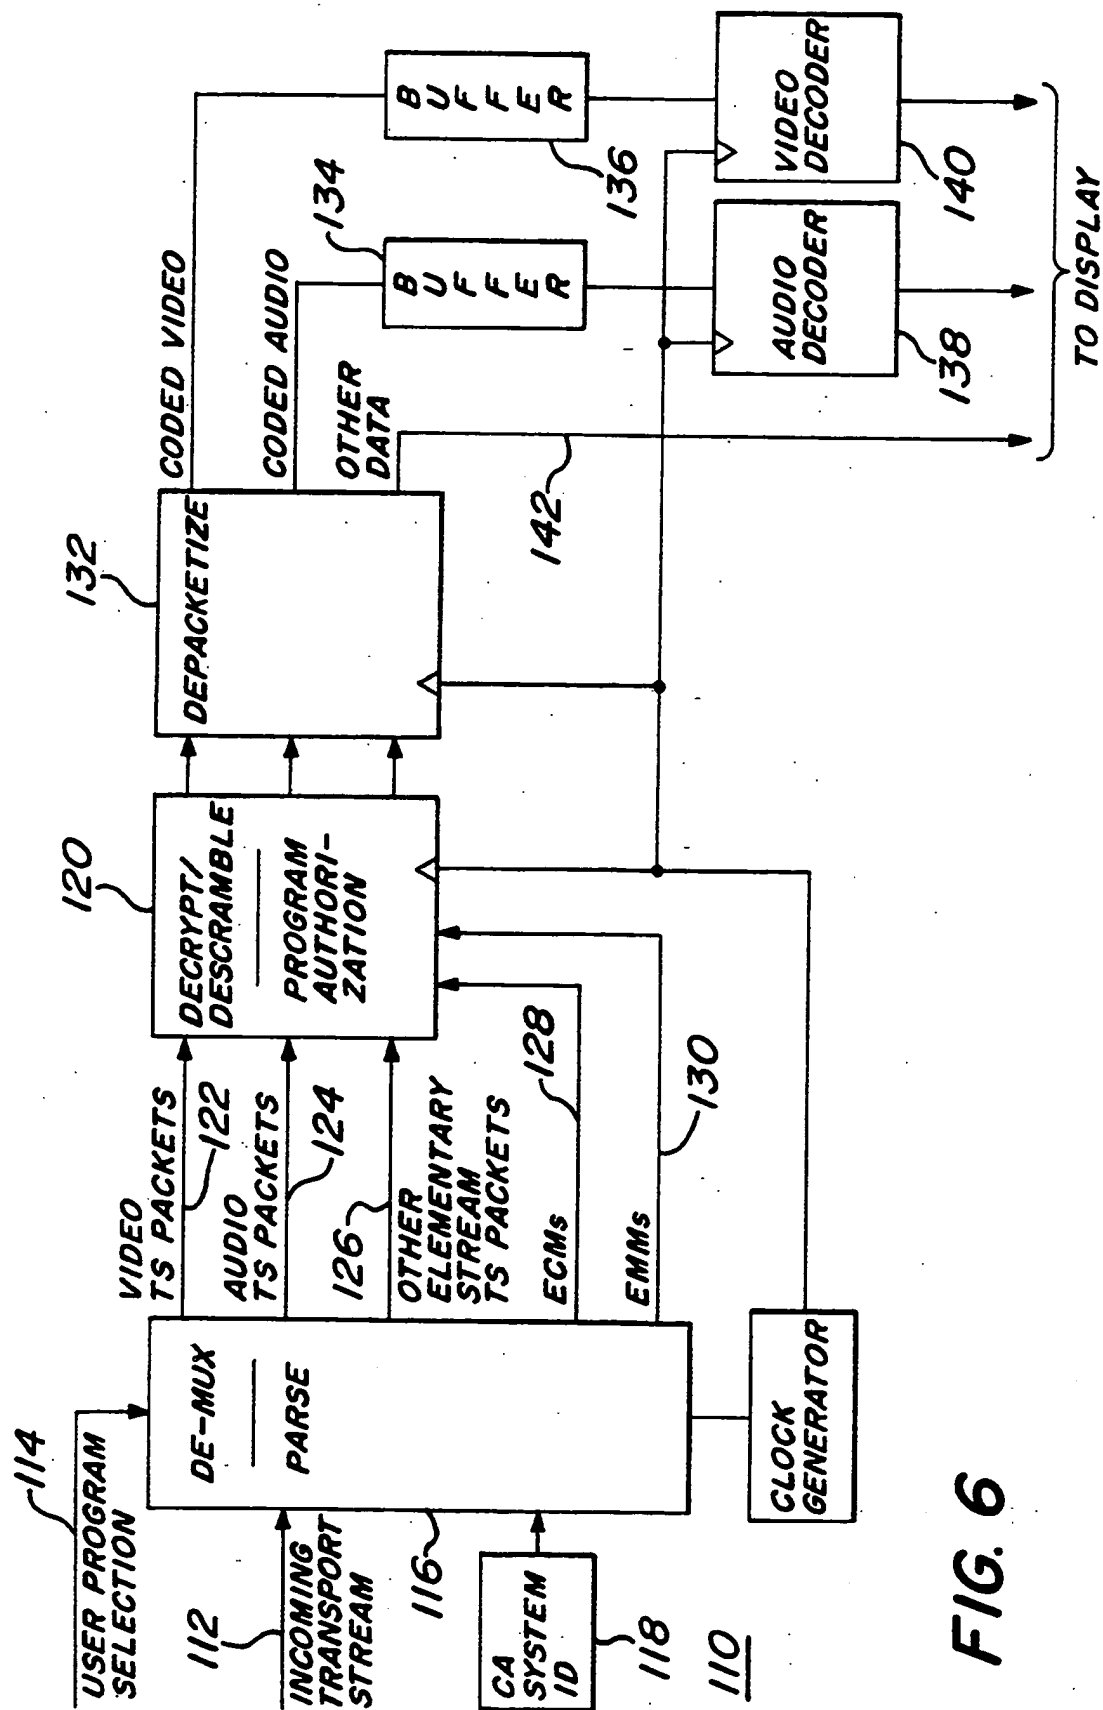 114
USER PROGRAM
SELECTION
112
INCOMING
TRANSPORT
STREAM
116
CA
SYSTEM
ID
118
110
DE-MUX
PARSE
CLOCK
GENERATOR
VIDEO
TS PACKETS
122
AUDIO
TS PACKETS
124
126
OTHER
ELEMENTARY
STREAM
TS PACKETS
ECMs
128
EMMs
130
120
DECRYPT/
DESCRAMBLE
PROGRAM
AUTHORI-
ZATION
132
DEPACKETIZE
CODED VIDEO
CODED AUDIO
OTHER
DATA
142
134
BUFFER
136
BUFFER
AUDIO
DECODER
138
VIDEO
DECODER
140
TO DISPLAY
FIG. 6